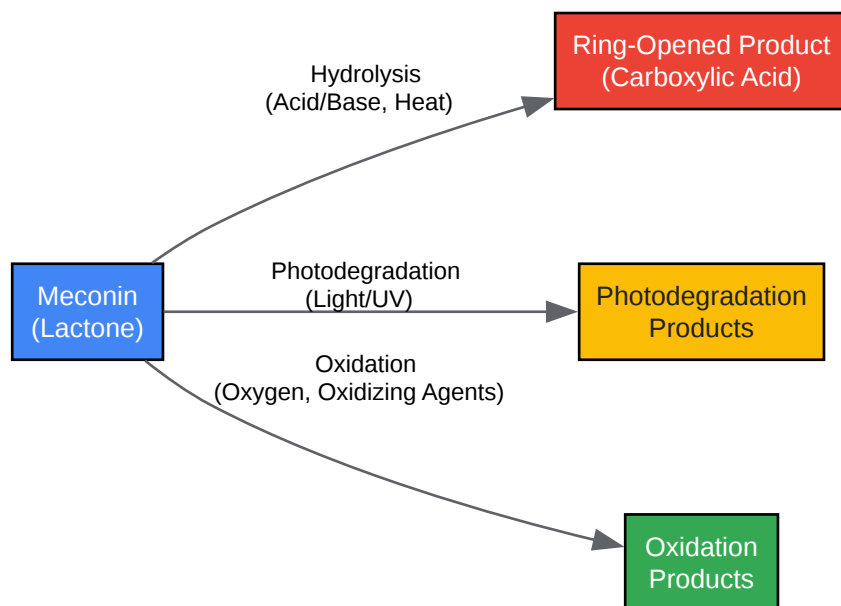 Ring-Opened Product
(Carboxylic Acid)
Hydrolysis
(Acid/Base, Heat)
Meconin
(Lactone)
Photodegradation
(Light/UV)
Photodegradation
Products
Oxidation
(Oxygen, Oxidizing Agents)
Oxidation
Products